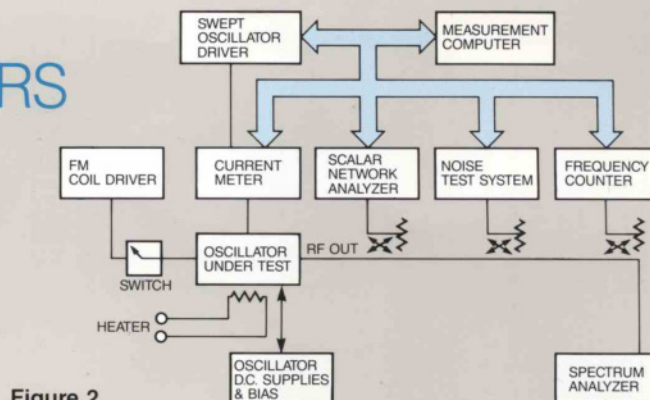 RS
SWEPT
OSCILLATOR
DRIVER
MEASUREMENT
COMPUTER
FM
COIL DRIVER
CURRENT
METER
SCALAR
NETWORK
ANALYZER
NOISE
TEST SYSTEM
FREQUENCY
COUNTER
SWITCH
OSCILLATOR
UNDER TEST
RF OUT
HEATER
OSCILLATOR
D.C. SUPPLIES
& BIAS
SPECTRUM
ANALYZER
Figure 2